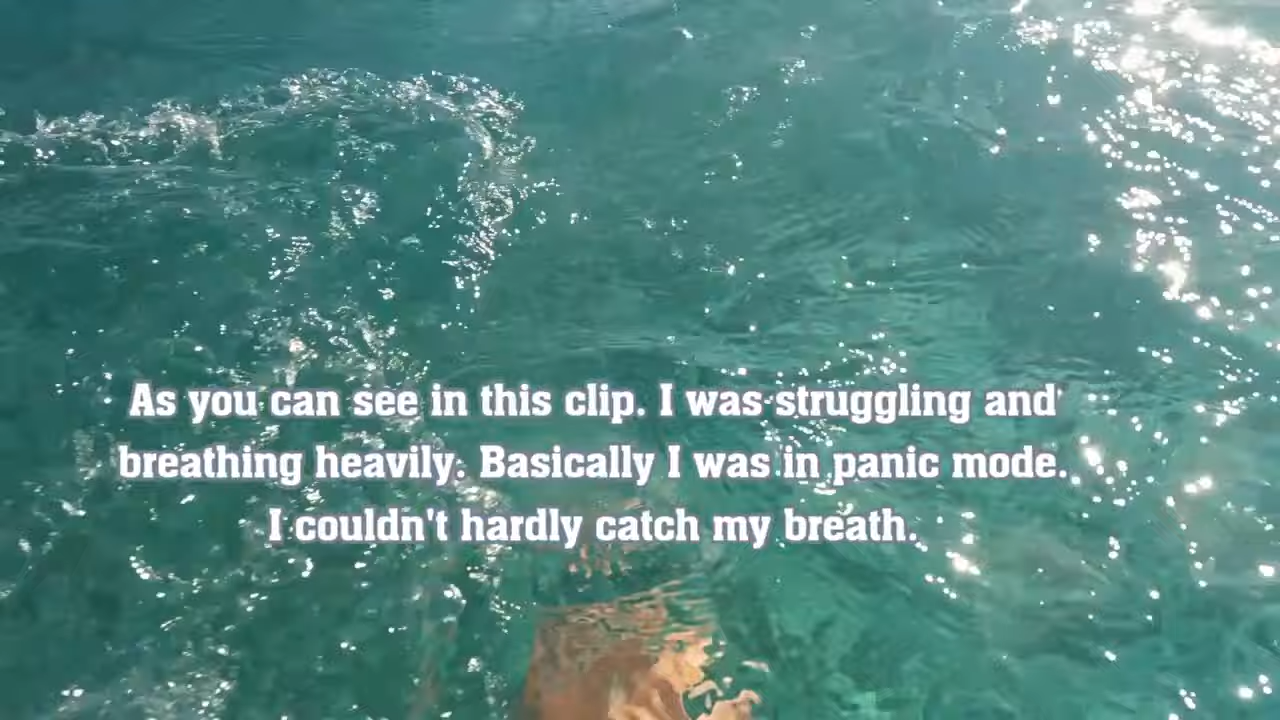 As you can see in this clip. I was struggling and
breathing heavily. Basically I was in panic mode.
I couldn't hardly catch my breath.